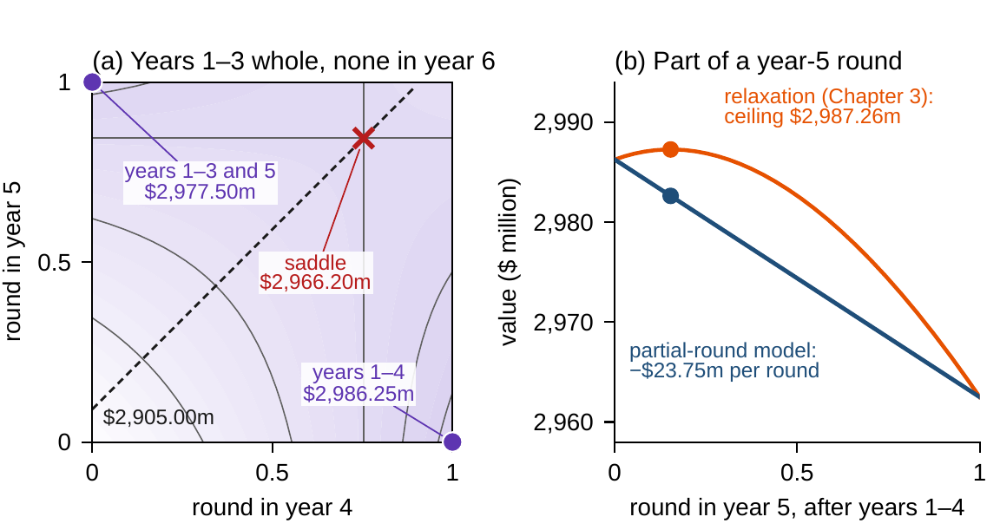 (a) Years 1–3 whole, none in year 6
1
0.5
0
round in year 5
years 1–3 and 5
$2,977.50m
saddle
$2,966.20m
years 1–4
$2,986.25m
$2,905.00m
0
0.5
1
round in year 4
(b) Part of a year-5 round
2,990
2,980
2,970
2,960
value ($ million)
relaxation (Chapter 3):
ceiling $2,987.26m
partial-round model:
−$23.75m per round
0
0.5
1
round in year 5, after years 1–4